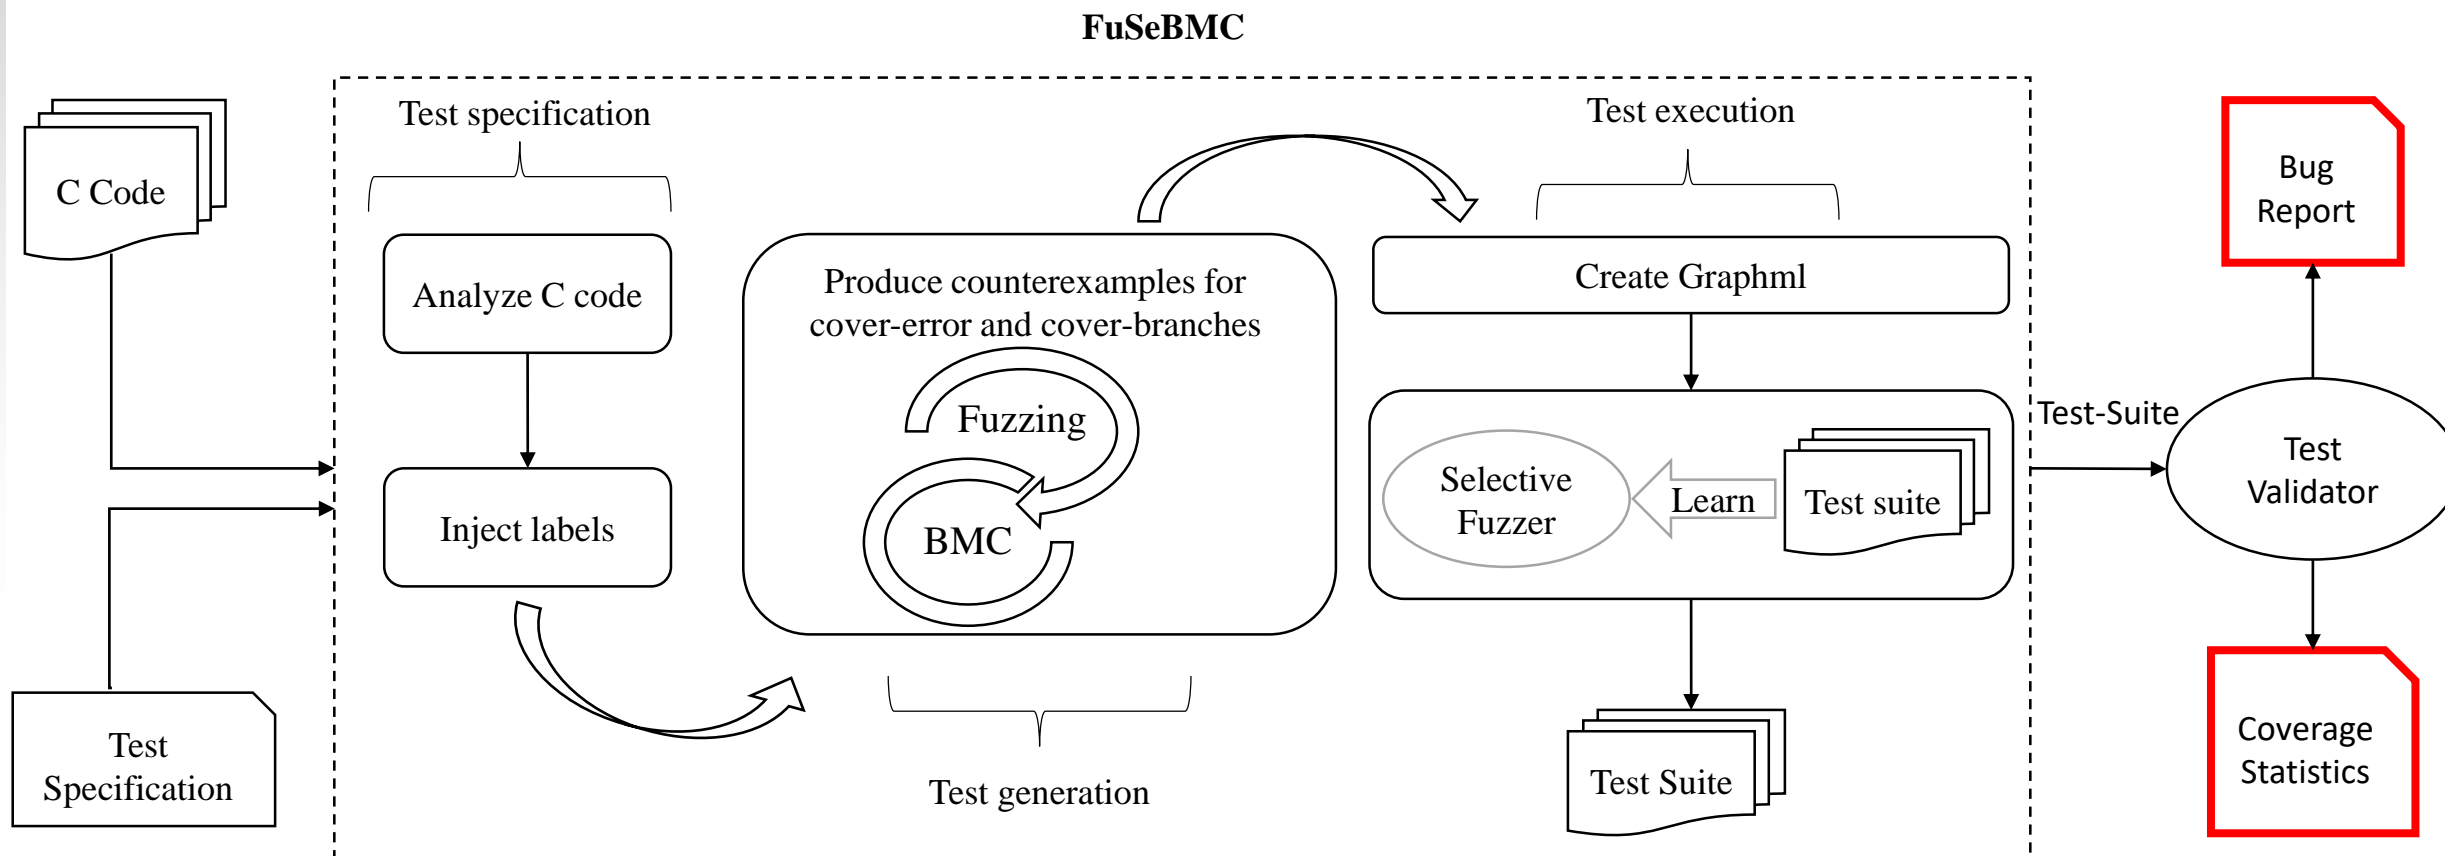 FuSeBMC
C Code
Test
Specification
Test specification
Analyze C code
Inject labels
Produce counterexamples for
cover-error and cover-branches
Fuzzing
BMC
Test generation
Test execution
Create Graphml
Selective
Fuzzer
Learn
Test suite
Test Suite
Test-Suite
Bug
Report
Test
Validator
Coverage
Statistics